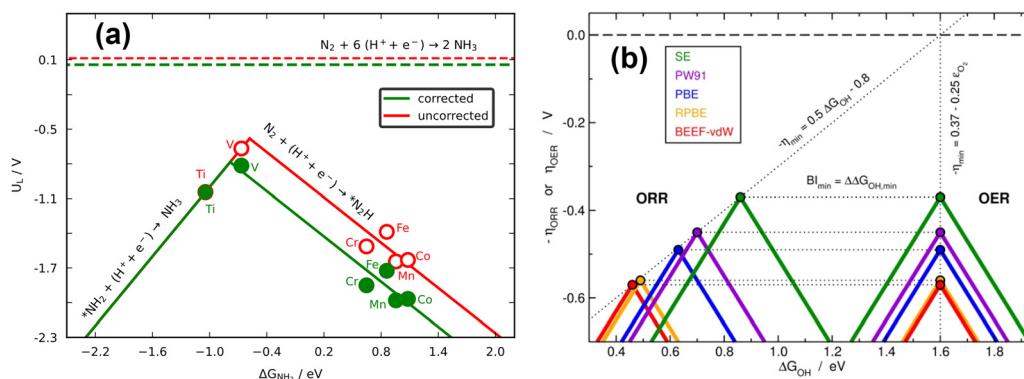 (a)
N₂ + 6 (H⁺+ e⁻) → 2 NH₃
corrected
uncorrected
N₂ + (H⁺+ e⁻) → *N₂H
*NH₂ + (H⁺+ e⁻) → NH₃
V
V
Ti
Ti
Fe
Cr
Co
Fe
Mn
Cr
Mn
Co
U_L / V
0.1
-0.5
-1.1
-1.7
-2.3
−2.2
−1.6
−1.0
−0.4
0.2
0.8
1.4
2.0
ΔG_NH₂ / eV
(b)
SE
PW91
PBE
RPBE
BEEF-vdW
-η_min = 0.5 ΔG_OH - 0.8
-η_min = 0.37 - 0.25 ε_O₂
BI_min = ΔΔG_OH,min
ORR
OER
- η_ORR or η_OER / V
0.0
-0.2
-0.4
-0.6
0.4
0.6
0.8
1.0
1.2
1.4
1.6
1.8
ΔG_OH / eV